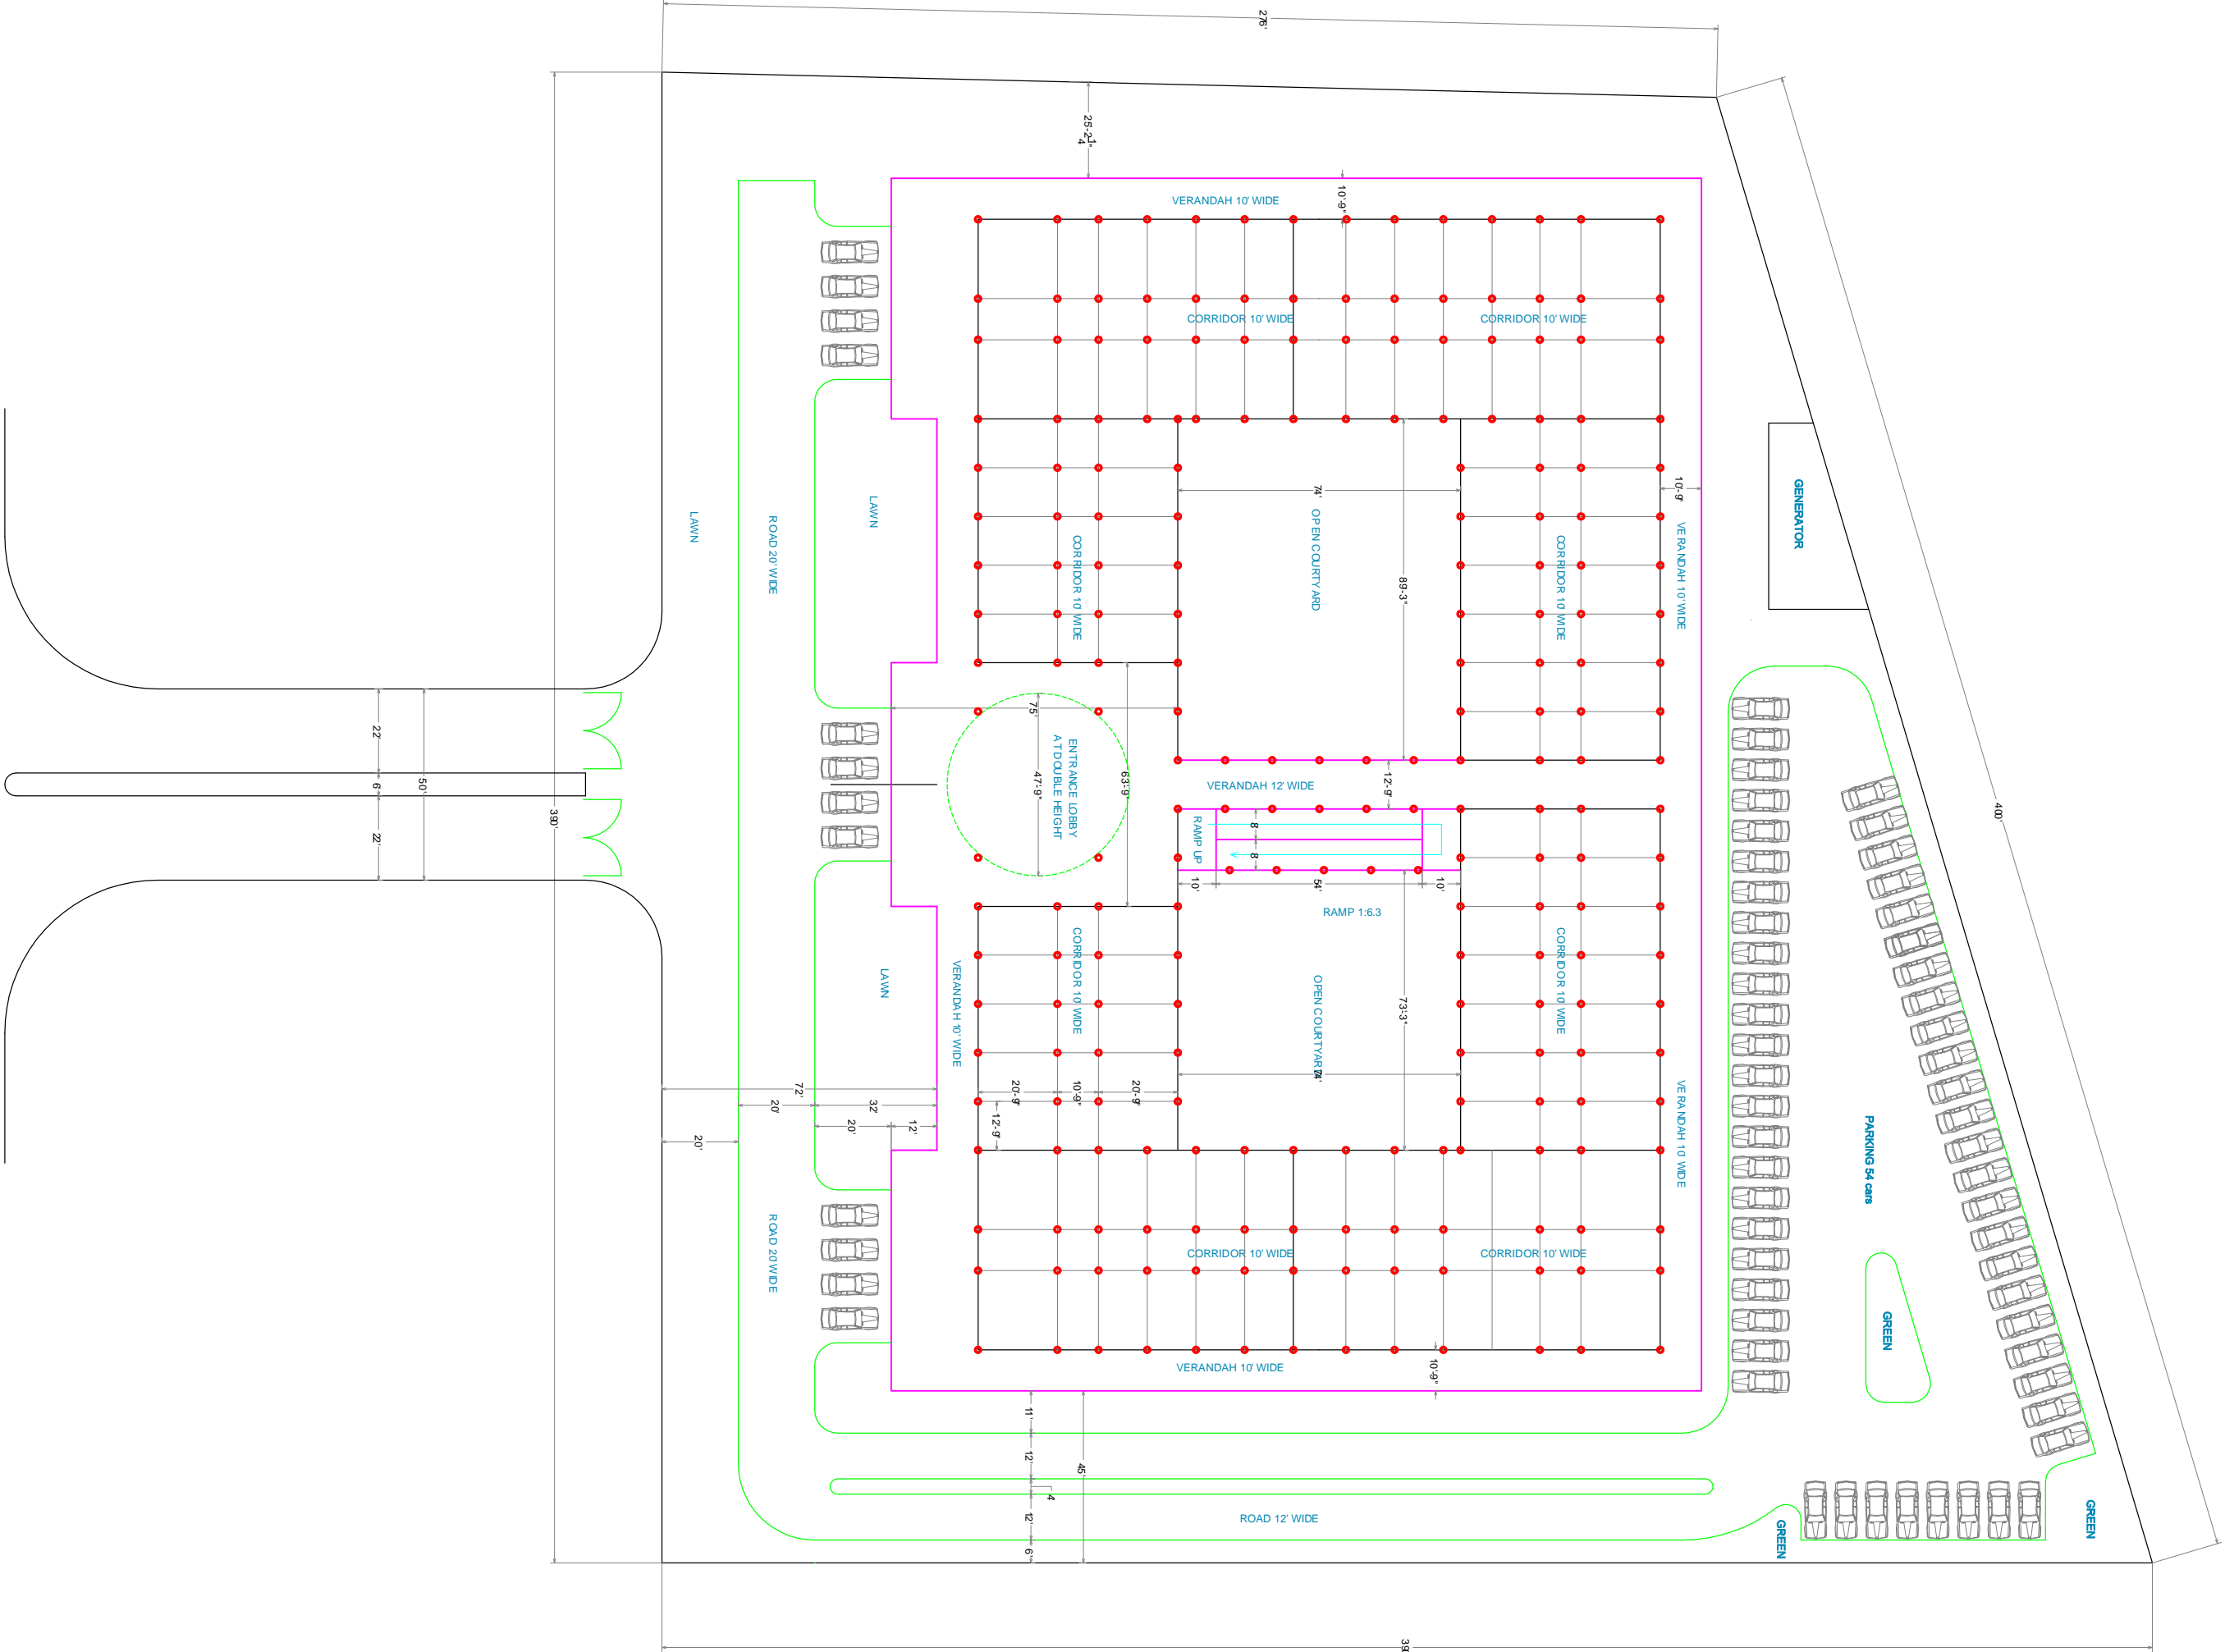 276'
25'-2 1/4"
10'-9"
VERANDAH 10' WIDE
CORRIDOR 10' WIDE
CORRIDOR 10' WIDE
400'
GENERATOR
10'-9"
VERANDAH 10' WIDE
LAWN
ROAD 20' WIDE
LAWN
CORRIDOR 10' WIDE
74'
OPEN COURTYARD
89'-3"
CORRIDOR 10' WIDE
22'
6'
50'
22'
390'
75'
ENTRANCE LOBBY
AT DOUBLE HEIGHT
47'-9"
63'-9"
VERANDAH 12' WIDE
12'-9"
RAMP UP
8'
8'
10'
54'
10'
RAMP 1:6.3
LAWN
VERANDAH 10' WIDE
CORRIDOR 10' WIDE
OPEN COURTYARD
73'-3"
74'
CORRIDOR 10' WIDE
72'
20'
32'
20'
12'
20'
20'-9"
10'-9"
20'-9"
12'-9"
VERANDAH 10' WIDE
PARKING 54 cars
GREEN
ROAD 20' WIDE
CORRIDOR 10' WIDE
CORRIDOR 10' WIDE
VERANDAH 10' WIDE
10'-9"
11'
12'
4'
12'
6'
45'
ROAD 12' WIDE
GREEN
GREEN